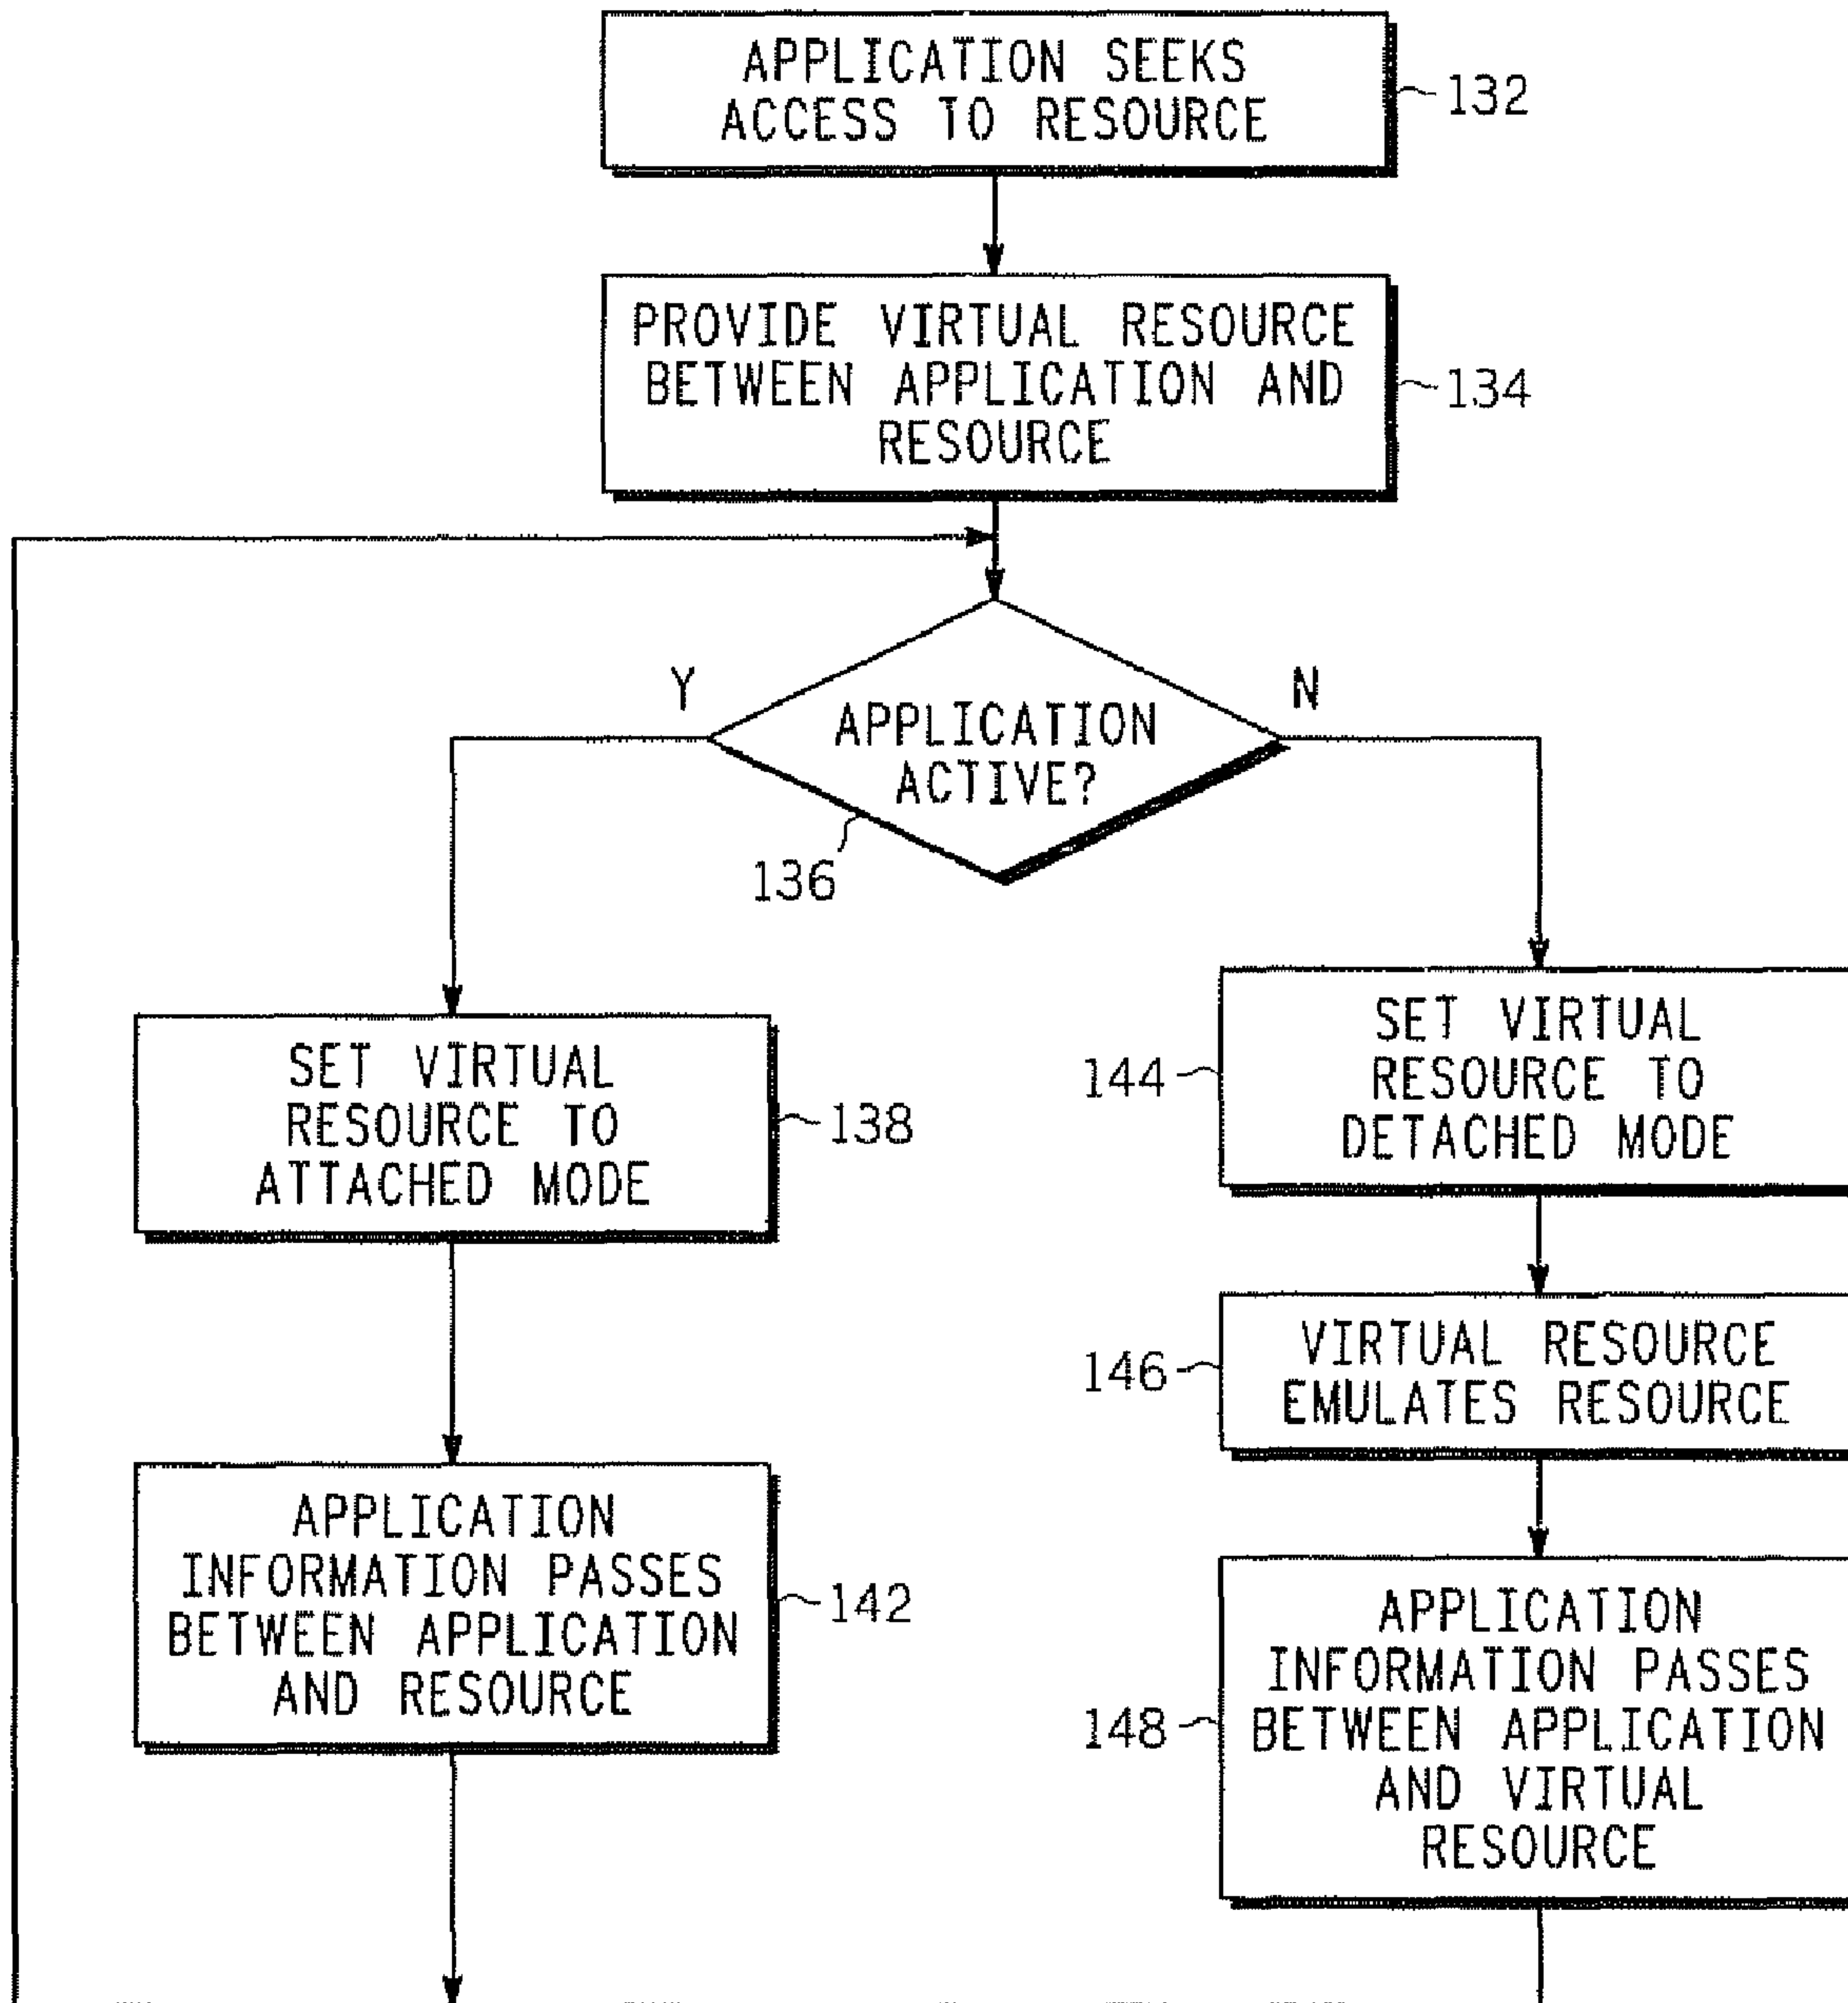 APPLICATION SEEKS
ACCESS TO RESOURCE
132
PROVIDE VIRTUAL RESOURCE
BETWEEN APPLICATION AND
RESOURCE
134
Y
N
APPLICATION
ACTIVE?
136
SET VIRTUAL
RESOURCE TO
ATTACHED MODE
138
SET VIRTUAL
RESOURCE TO
DETACHED MODE
144
VIRTUAL RESOURCE
EMULATES RESOURCE
146
APPLICATION
INFORMATION PASSES
BETWEEN APPLICATION
AND RESOURCE
142
APPLICATION
INFORMATION PASSES
BETWEEN APPLICATION
AND VIRTUAL
RESOURCE
148